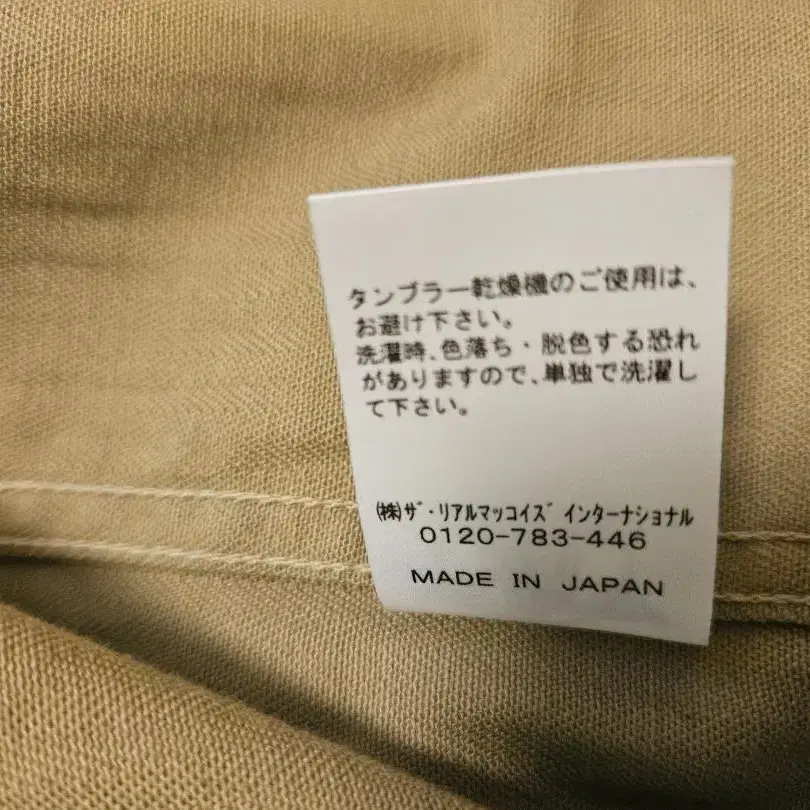 タンブラー乾燥機のご使用は、
お避け下さい。
洗濯時、色落ち・脱色する恐れ
がありますので、単独で洗濯し
て下さい。
㈱ザ・リアルマッコイズ インターナショナル
0120-783-446
MADE IN JAPAN